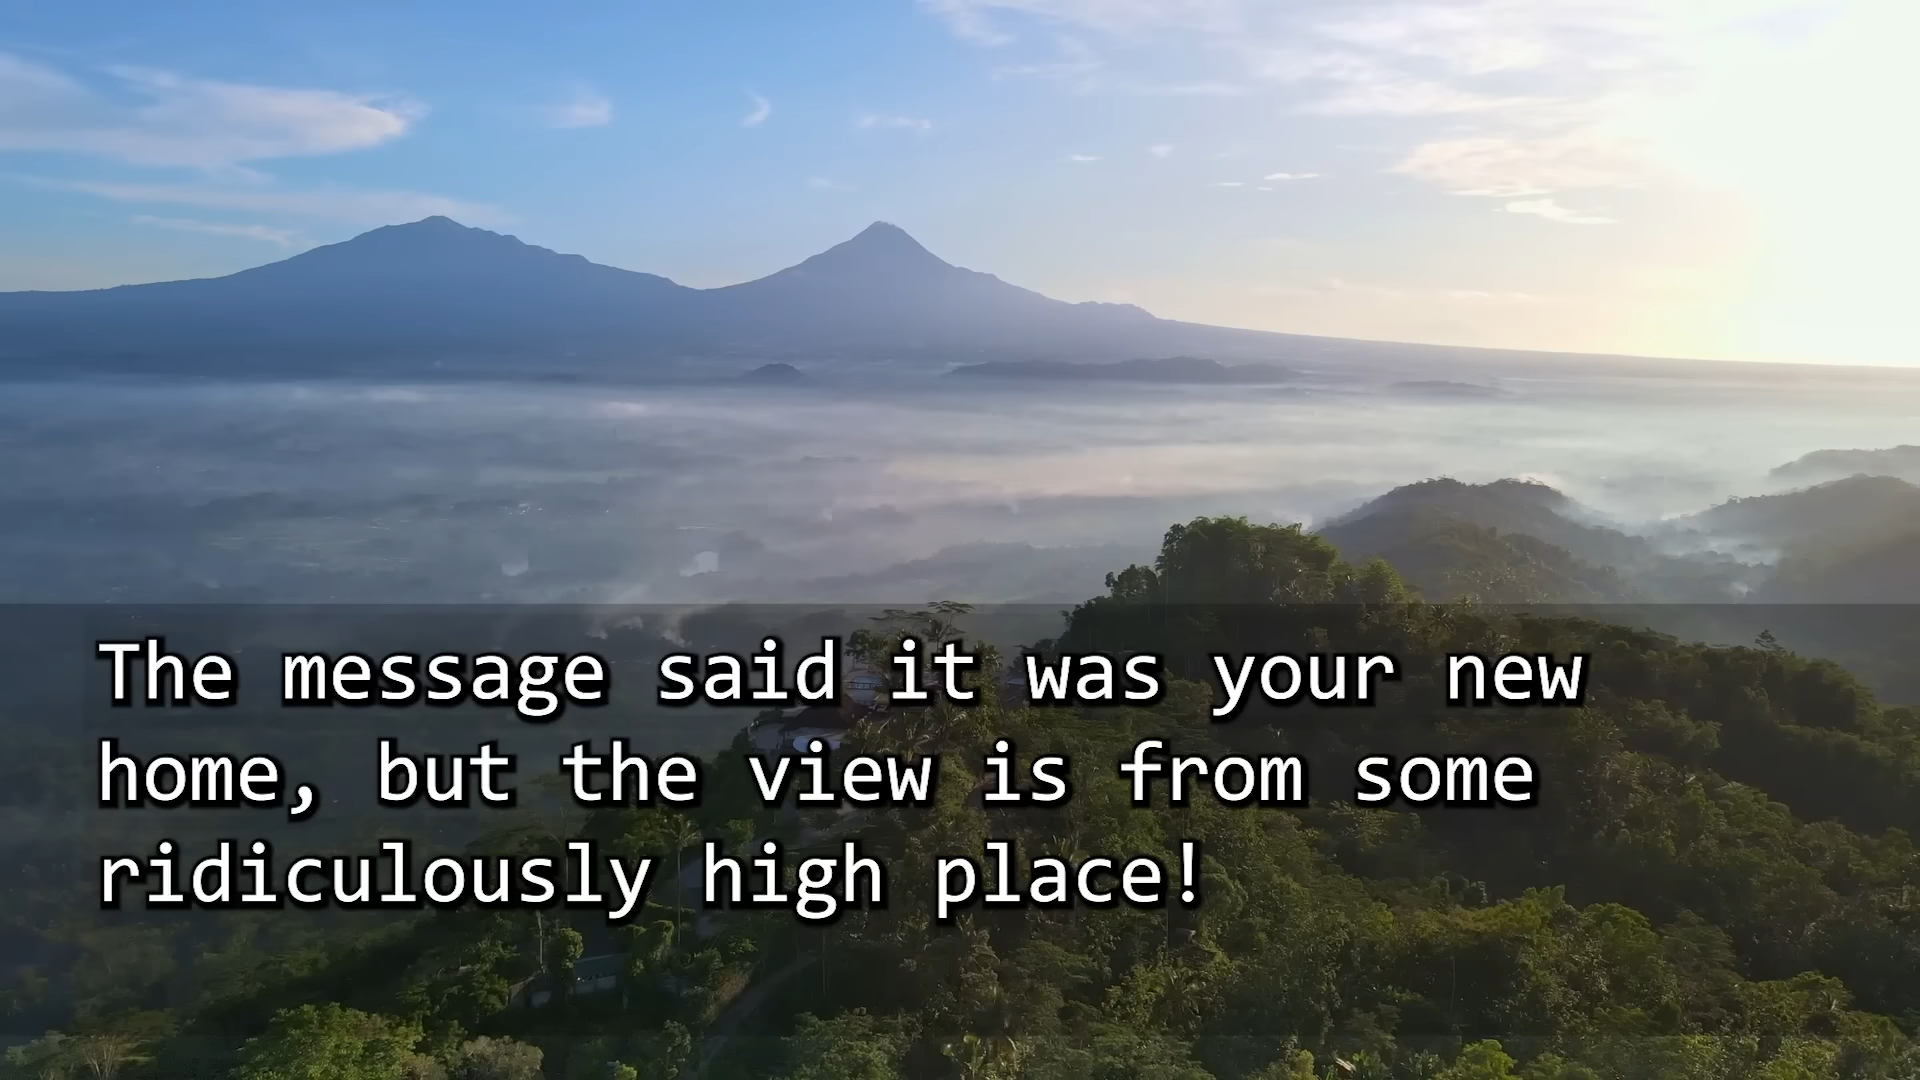 The message said it was your new
home, but the view is from some
ridiculously high place!